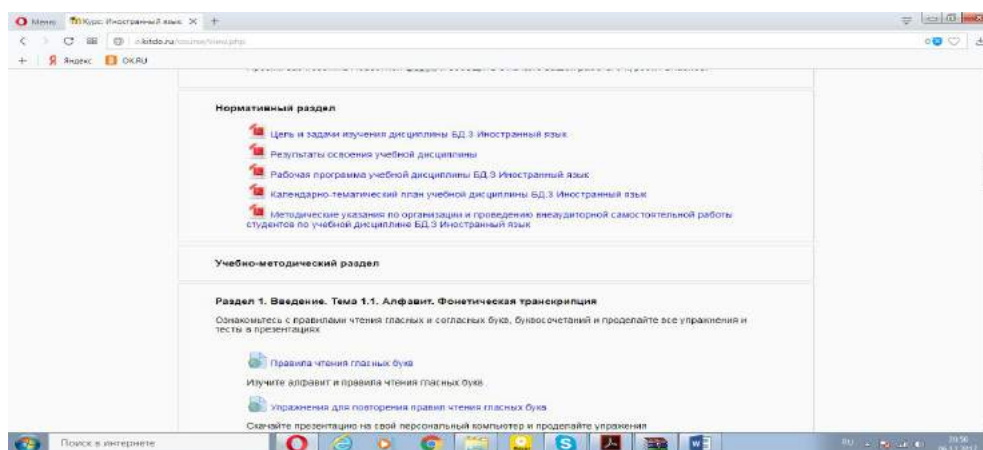 Меню Курс: Иностранный язык
Яндекс OK.RU
Нормативный раздел
Цель и задачи изучения дисциплины БД.3 Иностранный язык
Результаты освоения учебной дисциплины
Рабочая программа учебной дисциплины БД.3 Иностранный язык
Календарно-тематический план учебной дисциплины БД.3 Иностранный язык
Методические указания по организации и проведению внеаудиторной самостоятельной работы
студентов по учебной дисциплине БД.3 Иностранный язык
Учебно-методический раздел
Раздел 1. Введение. Тема 1.1. Алфавит. Фонетическая транскрипция
Ознакомьтесь с правилами чтения гласных и согласных букв, буквосочетаний и проделайте все упражнения и
тесты в презентациях
Правила чтения гласных букв
Изучите алфавит и правила чтения гласных букв
Упражнения для повторения правил чтения гласных букв
Скачайте презентацию на свой персональный компьютер и проделайте упражнения
Поиск в интернете
RU 20:56